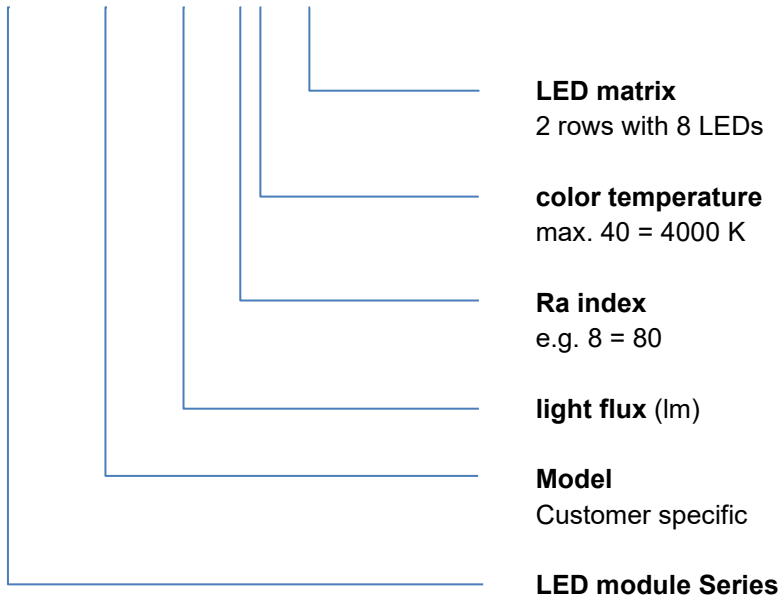 LED matrix
2 rows with 8 LEDs
color temperature
max. 40 = 4000 K
Ra index
e.g. 8 = 80
light flux (lm)
Model
Customer specific
LED module Series